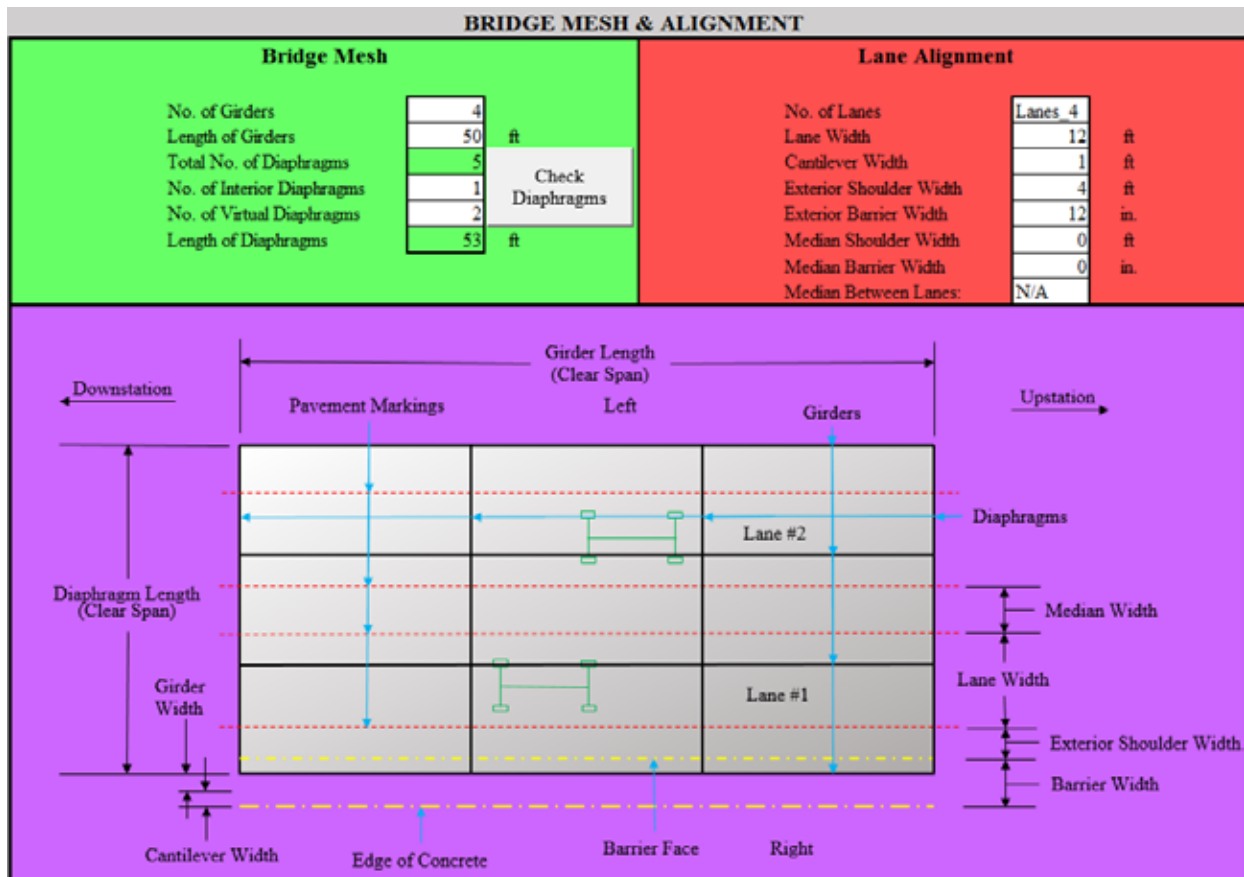 BRIDGE MESH & ALIGNMENT
Bridge Mesh
No. of Girders 4
Length of Girders 50 ft
Total No. of Diaphragms 5
No. of Interior Diaphragms 1
No. of Virtual Diaphragms 2
Length of Diaphragms 53 ft
Check
Diaphragms
Lane Alignment
No. of Lanes Lanes_4
Lane Width 12 ft
Cantilever Width 1 ft
Exterior Shoulder Width 4 ft
Exterior Barrier Width 12 in.
Median Shoulder Width 0 ft
Median Barrier Width 0 in.
Median Between Lanes: N/A
Girder Length
(Clear Span)
Downstation
Upstation
Pavement Markings
Left
Girders
Diaphragms
Lane #2
Diaphragm Length
(Clear Span)
Median Width
Girder
Width
Lane Width
Lane #1
Exterior Shoulder Width
Barrier Width
Cantilever Width
Edge of Concrete
Barrier Face
Right